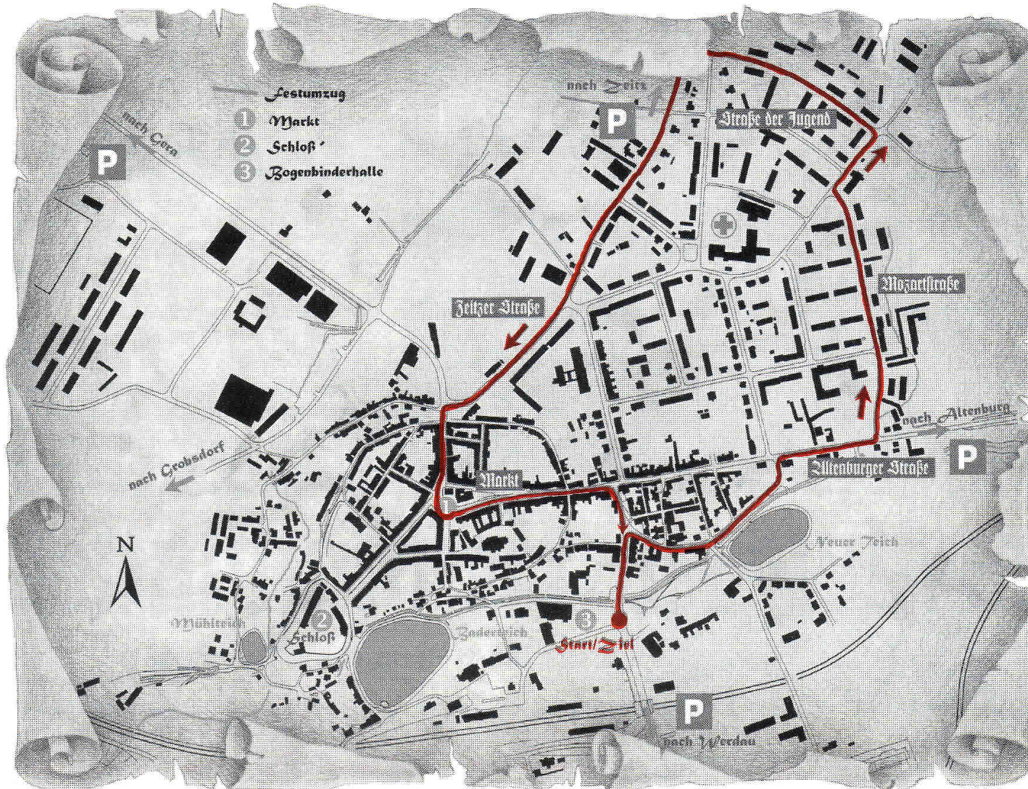 nach Zeitz
Festumzug
1 Markt
2 Schloß
3 Bogenbinderhalle
P
P
nach Gera
Straße der Jugend
Mozartstraße
Zeitzer Straße
nach Altenburg
P
Altenburger Straße
nach Grobsdorf
Markt
1
N
Neuer Teich
Mühlteich
2
Schloß
Baderteich
3
Start/Ziel
P
nach Werdau